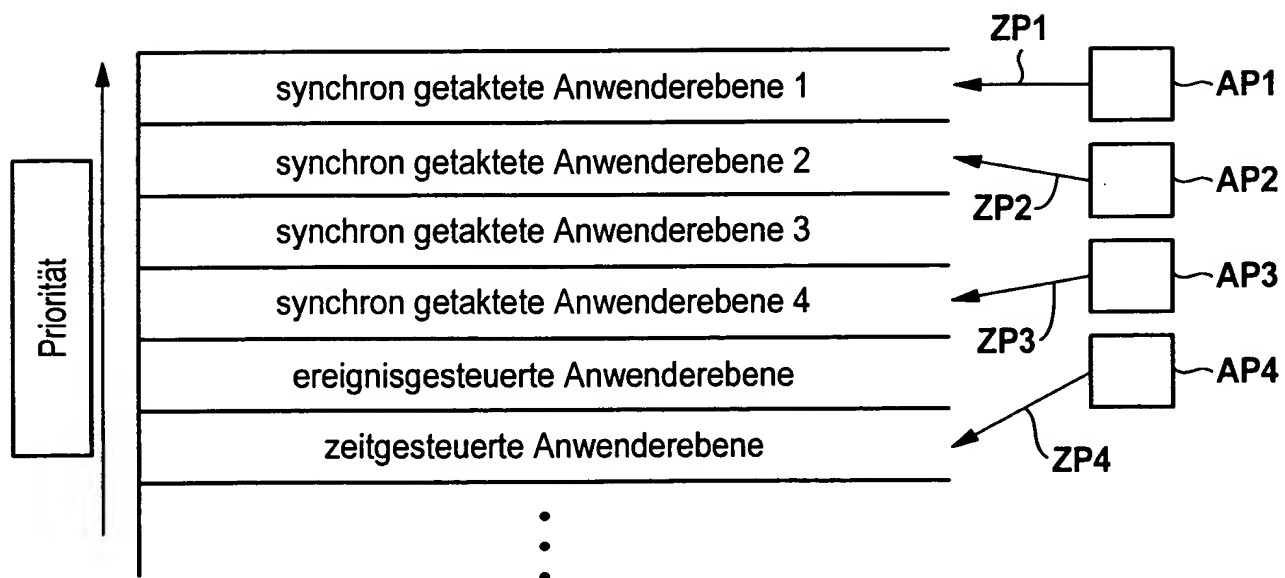 ZP1
synchron getaktete Anwenderebene 1
AP1
synchron getaktete Anwenderebene 2
AP2
ZP2
synchron getaktete Anwenderebene 3
AP3
synchron getaktete Anwenderebene 4
ZP3
Priorität
ereignisgesteuerte Anwenderebene
AP4
zeitgesteuerte Anwenderebene
ZP4